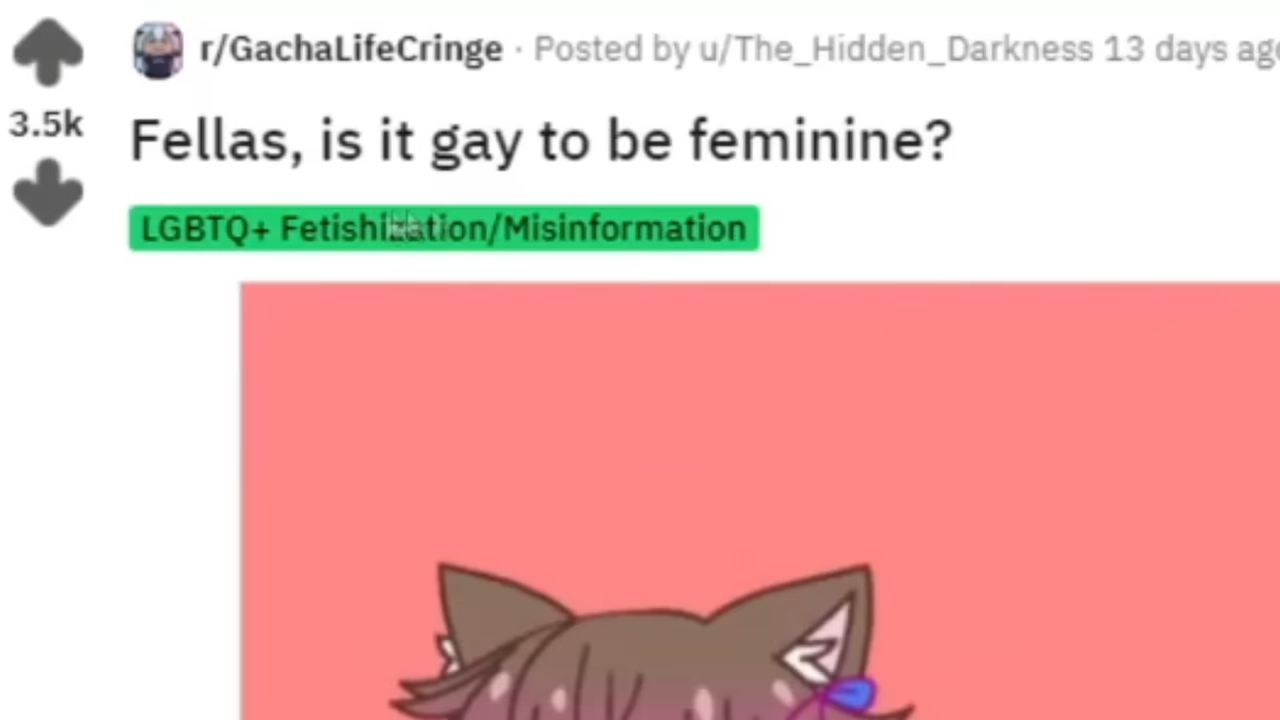 r/GachaLifeCringe · Posted by u/The_Hidden_Darkness 13 days ago
3.5k
Fellas, is it gay to be feminine?
LGBTQ+ Fetishization/Misinformation